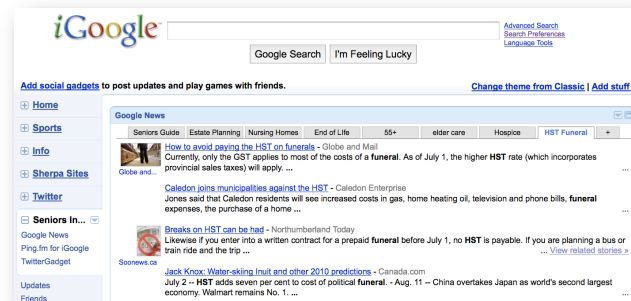 iGoogle™
Advanced Search
Search Preferences
Language Tools
Google Search
I'm Feeling Lucky
Add social gadgets to post updates and play games with friends.
Change theme from Classic | Add stuff
Home
Sports
Info
Sherpa Sites
Twitter
Seniors In...
Google News
Ping.fm for iGoogle
TwitterGadget
Updates
Friends
Google News
Seniors Guide
Estate Planning
Nursing Homes
End of LIfe
55+
elder care
Hospice
HST Funeral
+
Globe and...
How to avoid paying the HST on funerals - Globe and Mail
Currently, only the GST applies to most of the costs of a funeral. As of July 1, the higher HST rate (which incorporates
provincial sales taxes) will apply. ...
...
Caledon joins municipalities against the HST - Caledon Enterprise
Jones said that Caledon residents will see increased costs in gas, home heating oil, television and phone bills, funeral
expenses, the purchase of a home ...
...
Soonews.ca
Breaks on HST can be had - Northumberland Today
Likewise if you enter into a written contract for a prepaid funeral before July 1, no HST is payable. If you are planning a bus or
train ride and the trip ...
... View related stories »
Jack Knox: Water-skiing Inuit and other 2010 predictions - Canada.com
July 2 -- HST adds seven per cent to cost of political funeral. - Aug. 11 -- China overtakes Japan as world's second largest
economy. Walmart remains No. 1. ...
...